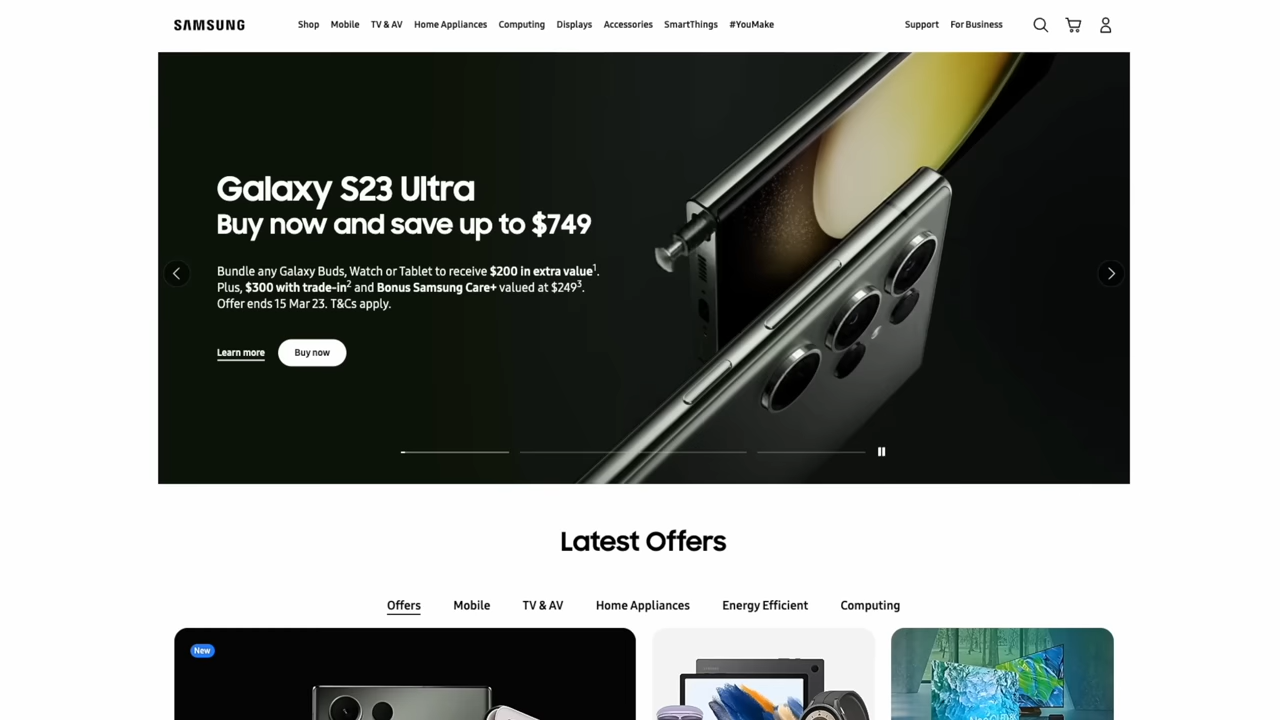 SAMSUNG
Shop Mobile TV & AV Home Appliances Computing Displays Accessories SmartThings #YouMake Support For Business
Galaxy S23 Ultra
Buy now and save up to $749
Bundle any Galaxy Buds, Watch or Tablet to receive $200 in extra value¹.
Plus, $300 with trade-in² and Bonus Samsung Care+ valued at $249³.
Offer ends 15 Mar 23. T&Cs apply.
Learn more Buy now
Latest Offers
Offers Mobile TV & AV Home Appliances Energy Efficient Computing
New